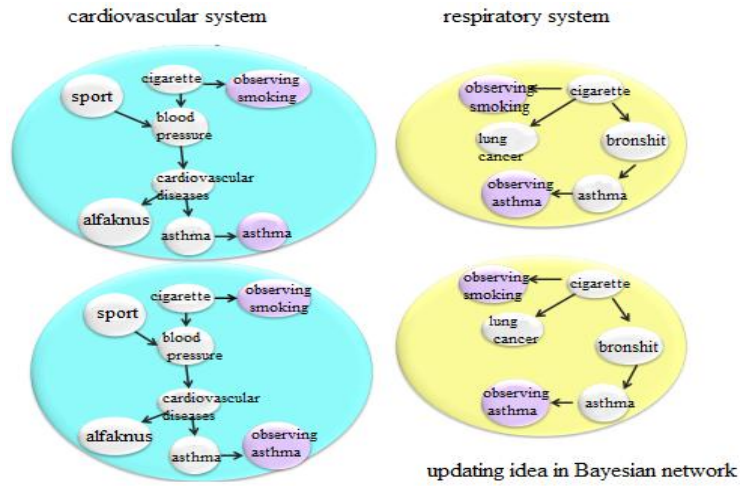 cardiovascular system
respiratory system
cigarette
observing
smoking
sport
blood
pressure
cardiovascular
diseases
alfaknus
asthma
asthma
observing
smoking
cigarette
lung
cancer
bronshit
observing
asthma
asthma
cigarette
observing
smoking
sport
blood
pressure
cardiovascular
diseases
alfaknus
asthma
observing
asthma
observing
smoking
cigarette
lung
cancer
bronshit
observing
asthma
asthma
updating idea in Bayesian network